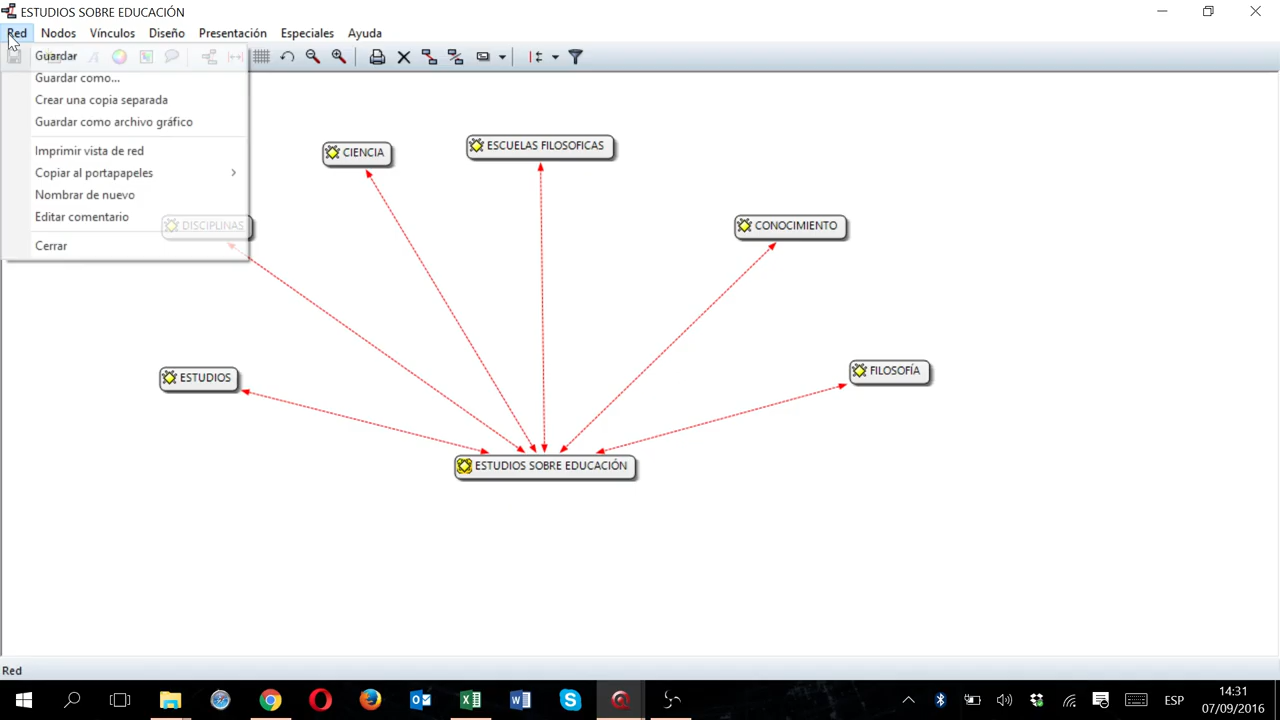 ESTUDIOS SOBRE EDUCACIÓN
Red Nodos Vínculos Diseño Presentación Especiales Ayuda
Guardar
Guardar como...
Crear una copia separada
Guardar como archivo gráfico
Imprimir vista de red
Copiar al portapapeles
Nombrar de nuevo
Editar comentario
Cerrar
CIENCIA
ESCUELAS FILOSOFICAS
DISCIPLINAS
CONOCIMIENTO
ESTUDIOS
FILOSOFÍA
ESTUDIOS SOBRE EDUCACIÓN
Red
ESP
14:31
07/09/2016